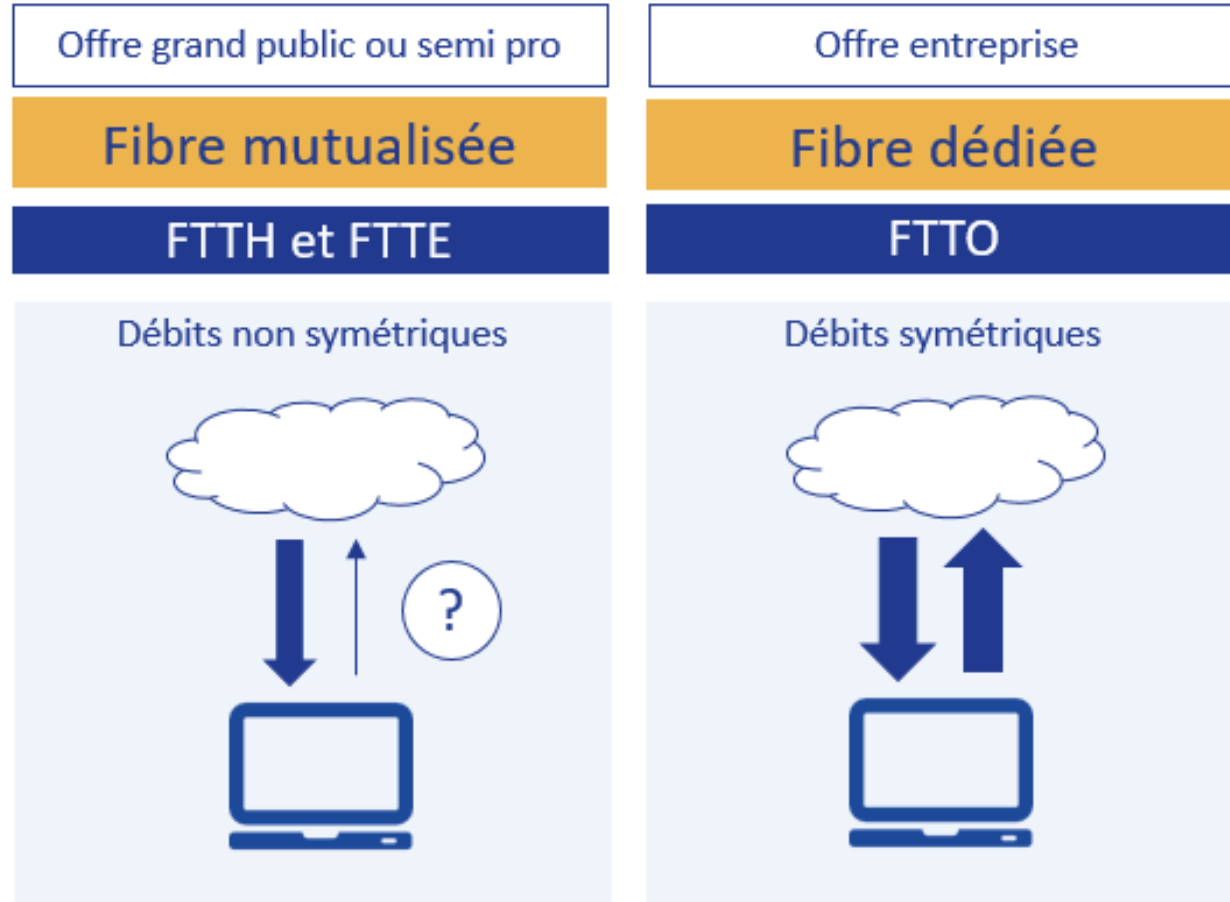 Offre grand public ou semi pro
Fibre mutualisée
FTTH et FTTE
Débits non symétriques
?
Offre entreprise
Fibre dédiée
FTTO
Débits symétriques